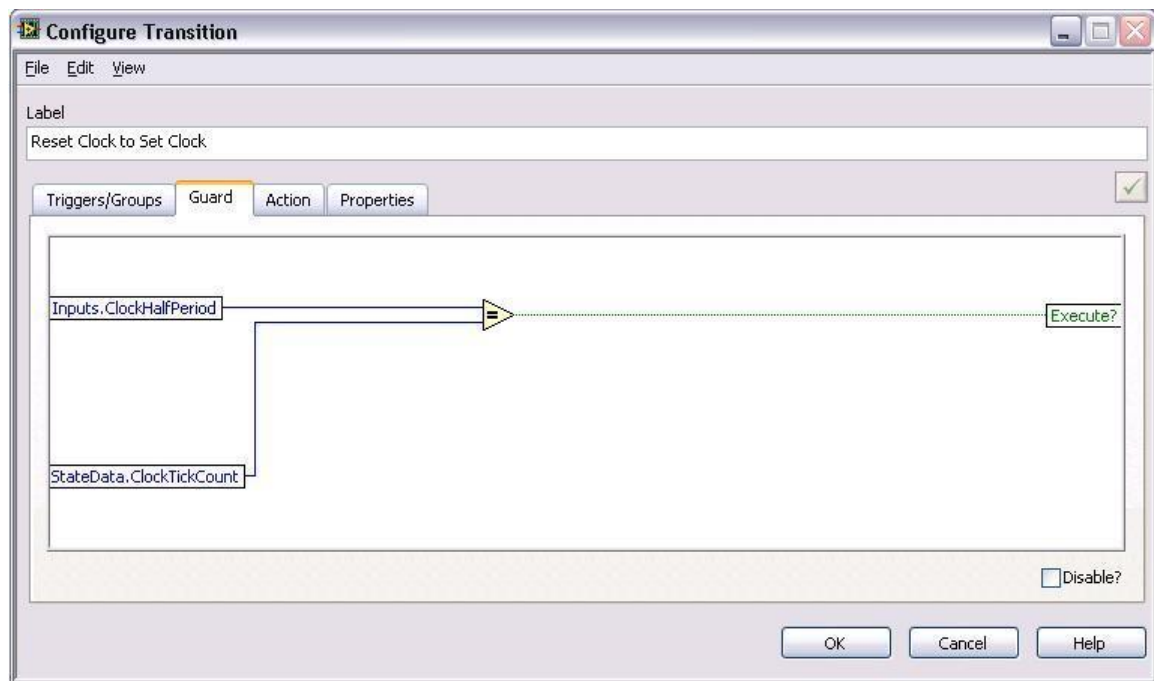 Configure Transition
File Edit View
Label
Reset Clock to Set Clock
Triggers/Groups Guard Action Properties
Inputs.ClockHalfPeriod
=
Execute?
StateData.ClockTickCount
Disable?
OK Cancel Help